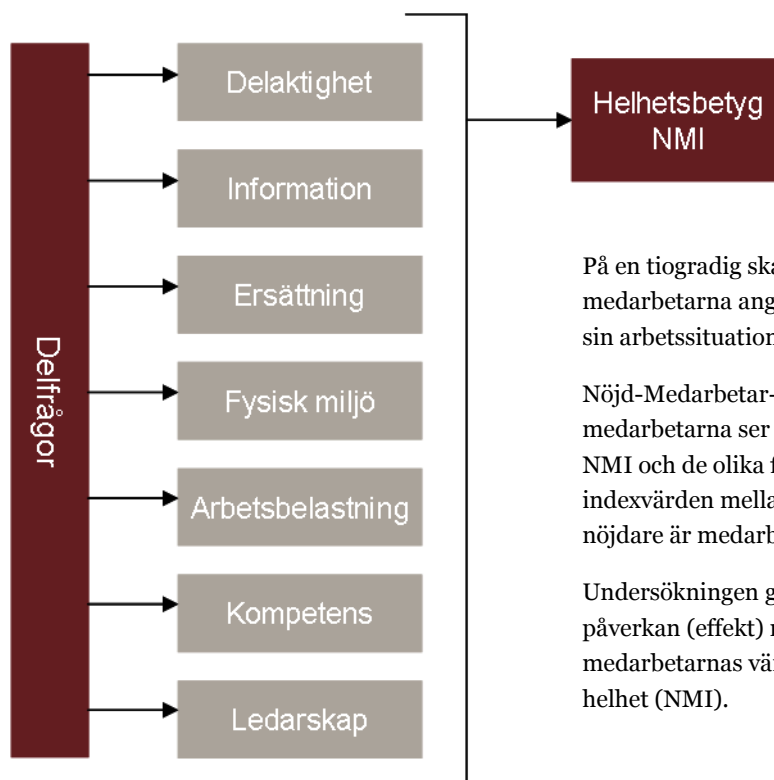 Delfrågor
Delaktighet
Information
Ersättning
Fysisk miljö
Arbetsbelastning
Kompetens
Ledarskap
Helhetsbetyg
NMI
På en tiogradig
medarbetarna
sin arbetssituation
Nöjd-Medarbetar-
medarbetarna ser
NMI och de olika
indexvärden
nöjdare är
Undersökningen
påverkan (effekt)
medarbetarnas
helhet (NMI).